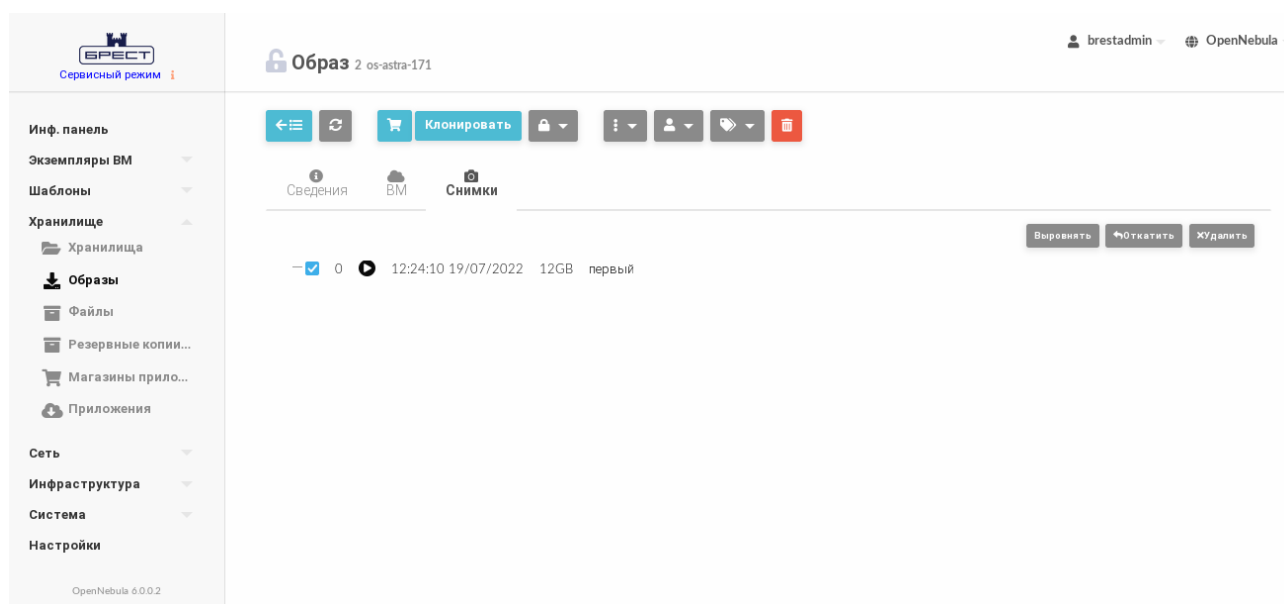 БРЕСТ
Сервисный режим i
Образ 2 os-astra-171
brestadmin
OpenNebula
Инф. панель
Экземпляры ВМ
Шаблоны
Хранилище
Хранилища
Образы
Файлы
Резервные копии...
Магазины прило...
Приложения
Сеть
Инфраструктура
Система
Настройки
OpenNebula 6.0.0.2
Клонировать
Сведения
ВМ
Снимки
Выровнять
Откатить
Удалить
0 12:24:10 19/07/2022 12GB первый